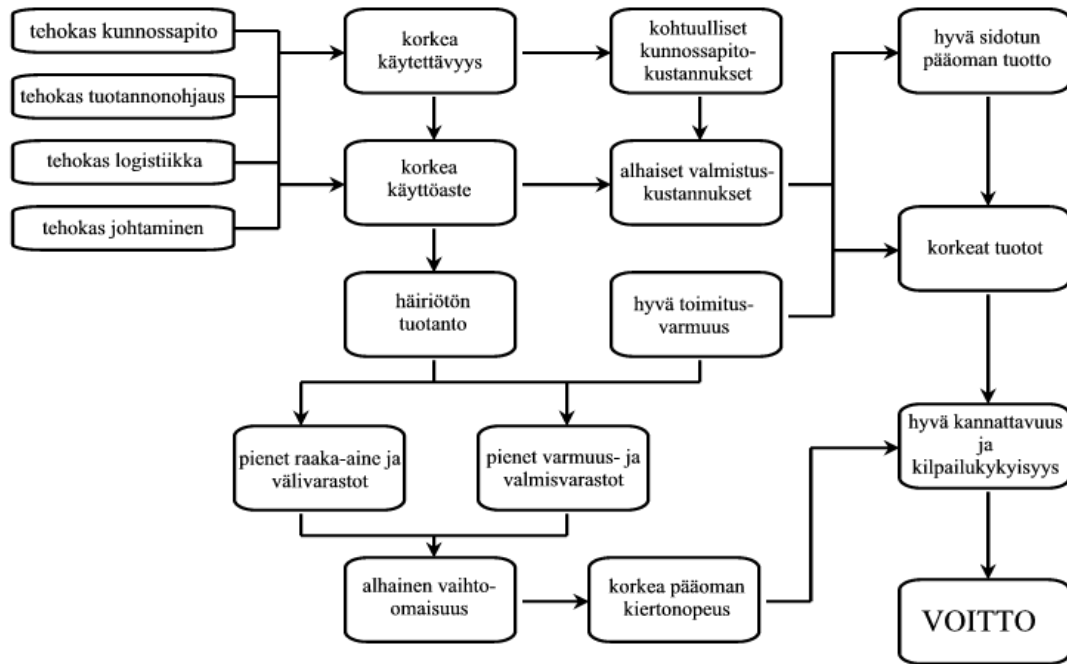 tehokas kunnossapito
tehokas tuotannonohjaus
tehokas logistiikka
tehokas johtaminen
korkea
käytettävyys
kohtuulliset
kunnossapito-
kustannukset
hyvä sidotun
pääoman tuotto
korkea
käyttöaste
alhaiset valmistus-
kustannukset
korkeat tuotot
häiriötön
tuotanto
hyvä toimitus-
varmuus
pienet raaka-aine ja
välivarastot
pienet varmuus- ja
valmisvarastot
hyvä kannattavuus
ja
kilpailukykyisyys
alhainen vaihto-
omaisuus
korkea pääoman
kiertonopeus
VOITTO